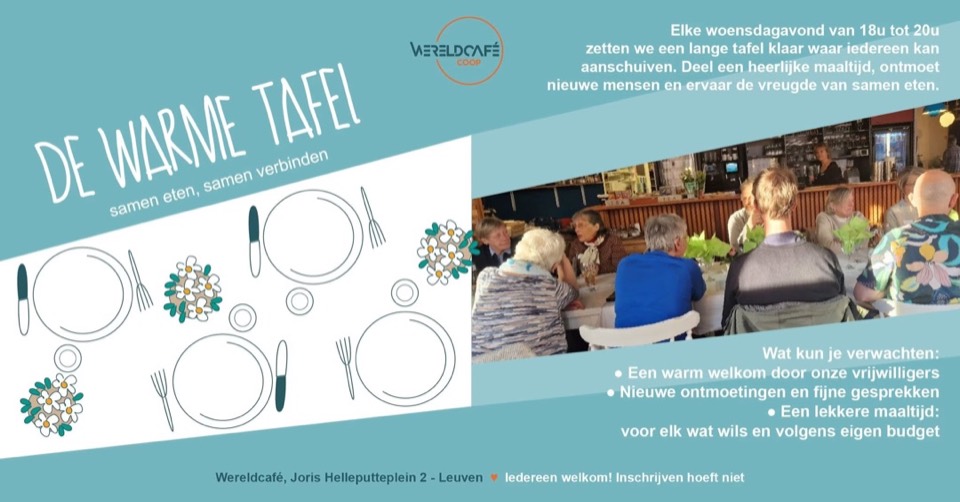 WERELDCAFÉ
COOP
DE WARME TAFEL
samen eten, samen verbinden
Elke woensdagavond van 18u tot 20u
zetten we een lange tafel klaar waar iedereen kan
aanschuiven. Deel een heerlijke maaltijd, ontmoet
nieuwe mensen en ervaar de vreugde van samen eten.
Wat kun je verwachten:
● Een warm welkom door onze vrijwilligers
● Nieuwe ontmoetingen en fijne gesprekken
● Een lekkere maaltijd:
voor elk wat wils en volgens eigen budget
Wereldcafé, Joris Helleputteplein 2 - Leuven ♥ Iedereen welkom! Inschrijven hoeft niet